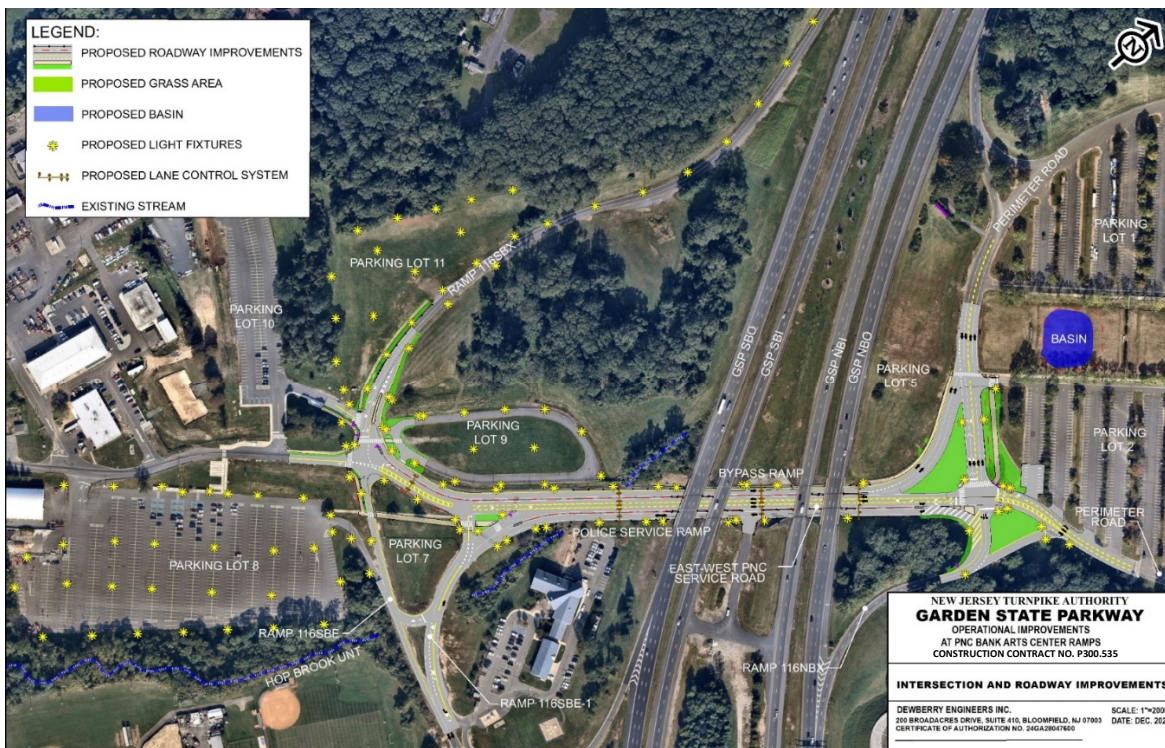 LEGEND:
PROPOSED ROADWAY IMPROVEMENTS
PROPOSED GRASS AREA
PROPOSED BASIN
PROPOSED LIGHT FIXTURES
PROPOSED LANE CONTROL SYSTEM
EXISTING STREAM
N
PERIMETER ROAD
PARKING
LOT 1
PARKING LOT 11
RAMP 116SBX
PARKING
LOT 10
GSP SBO
GSP SBI
GSP NBI
GSP NBO
BASIN
PARKING
LOT 5
PARKING
LOT 9
PARKING
LOT 2
BYPASS RAMP
PERIMETER
ROAD
POLICE SERVICE RAMP
PARKING
LOT 7
EAST-WEST PNC
SERVICE ROAD
PARKING LOT 8
RAMP 116SBE
HOP BROOK UNT
RAMP 116NBX
RAMP 116SBE-1
NEW JERSEY TURNPIKE AUTHORITY
GARDEN STATE PARKWAY
OPERATIONAL IMPROVEMENTS
AT PNC BANK ARTS CENTER RAMPS
CONSTRUCTION CONTRACT NO. P300.535
INTERSECTION AND ROADWAY IMPROVEMENTS
DEWBERRY ENGINEERS INC.
200 BROADACRES DRIVE, SUITE 410, BLOOMFIELD, NJ 07003
CERTIFICATE OF AUTHORIZATION NO. 24GA28047600
SCALE: 1"=200
DATE: DEC. 202